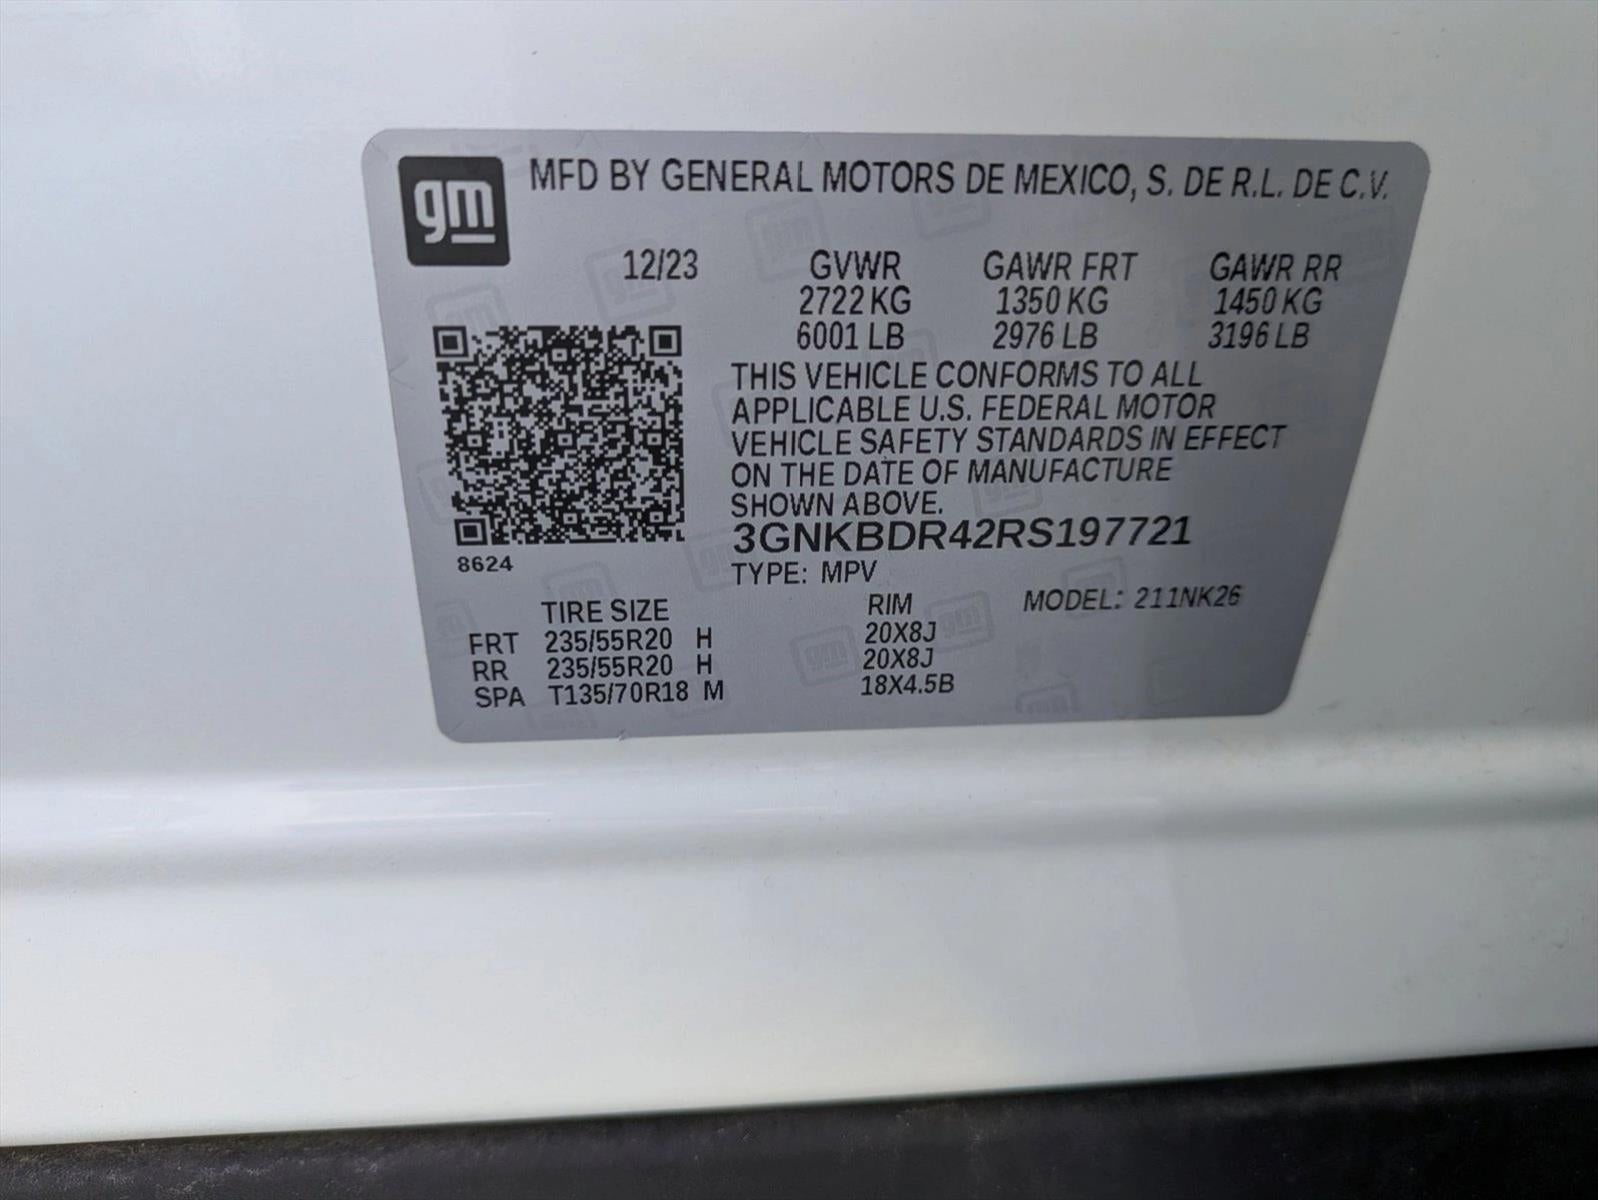 gm MFD BY GENERAL MOTORS DE MEXICO, S. DE R.L. DE C.V.
12/23 GVWR GAWR FRT GAWR RR
2722 KG 1350 KG 1450 KG
6001 LB 2976 LB 3196 LB
THIS VEHICLE CONFORMS TO ALL
APPLICABLE U.S. FEDERAL MOTOR
VEHICLE SAFETY STANDARDS IN EFFECT
ON THE DATE OF MANUFACTURE
SHOWN ABOVE.
3GNKBDR42RS197721
8624 TYPE: MPV
TIRE SIZE RIM MODEL: 211NK26
FRT 235/55R20 H 20X8J
RR 235/55R20 H 20X8J
SPA T135/70R18 M 18X4.5B